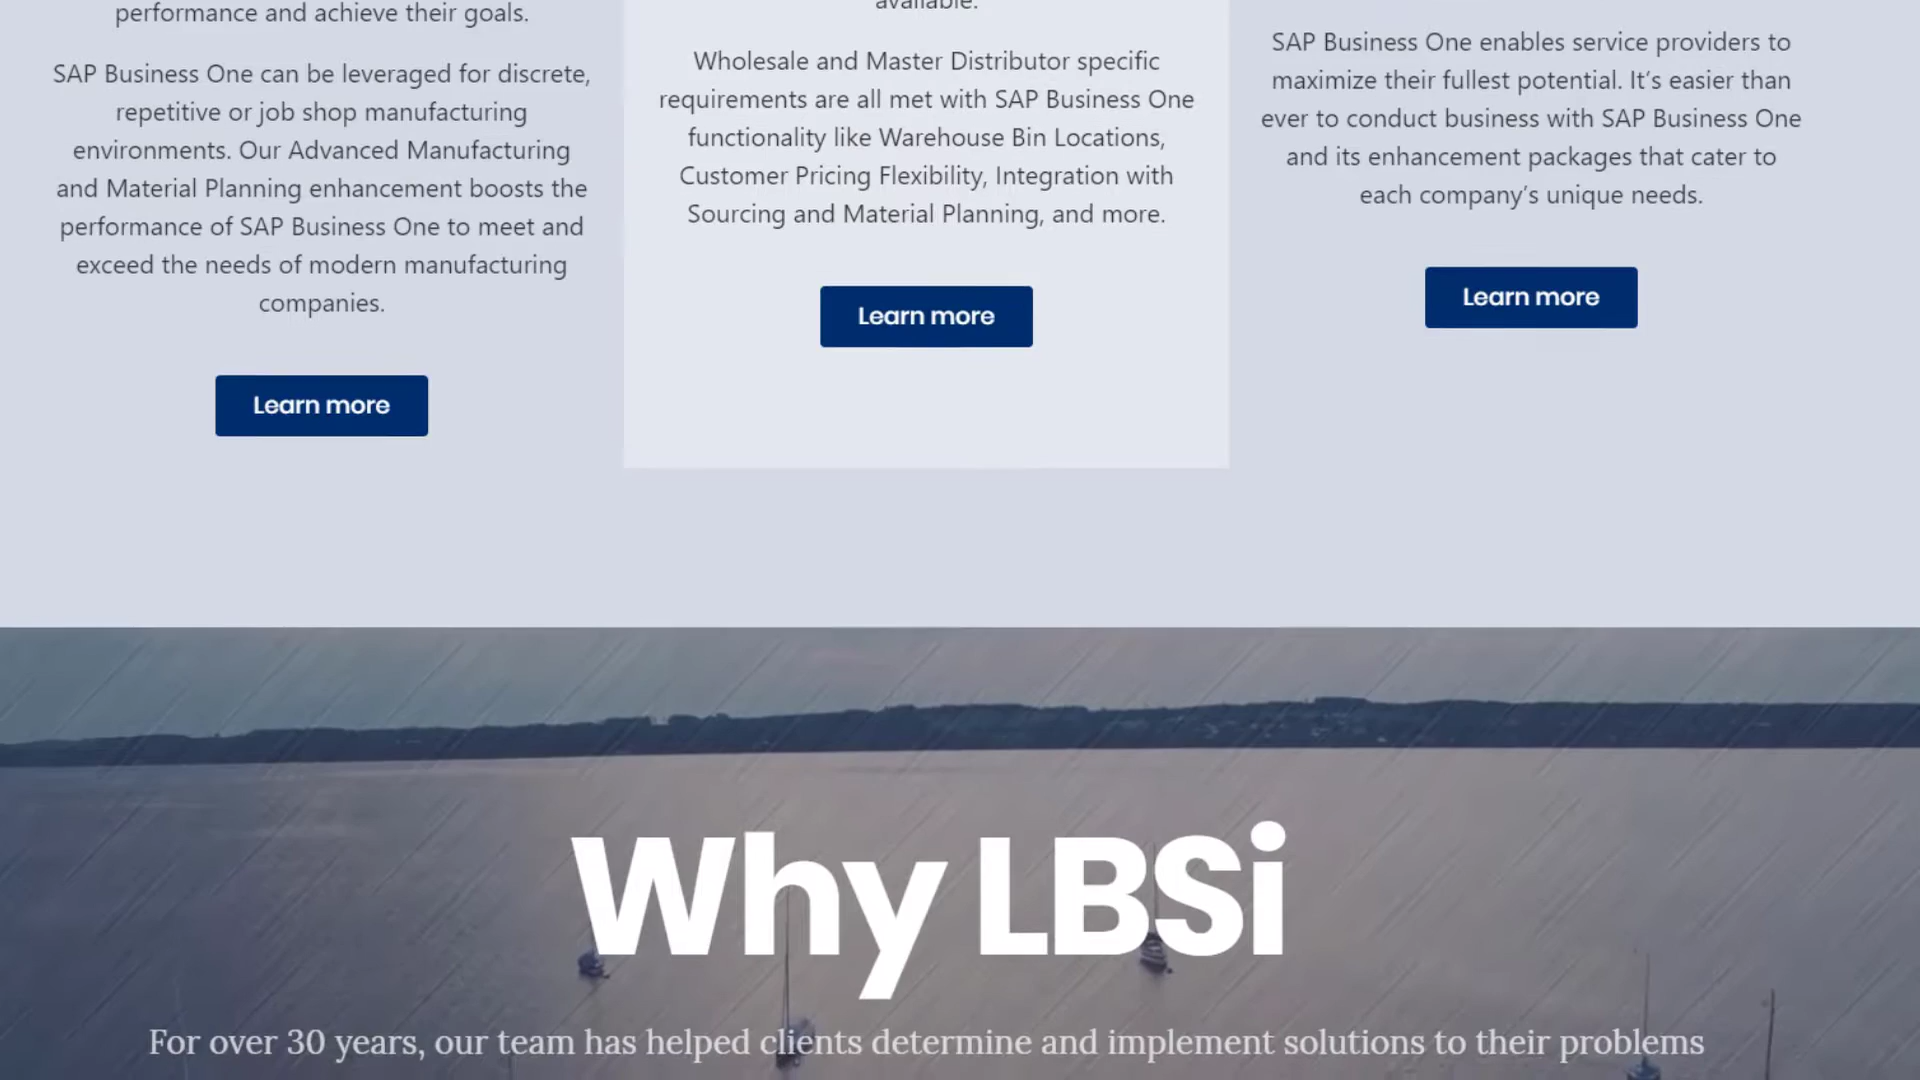 performance and achieve their goals.
SAP Business One can be leveraged for discrete,
repetitive or job shop manufacturing
environments. Our Advanced Manufacturing
and Material Planning enhancement boosts the
performance of SAP Business One to meet and
exceed the needs of modern manufacturing
companies.
Learn more
available.
Wholesale and Master Distributor specific
requirements are all met with SAP Business One
functionality like Warehouse Bin Locations,
Customer Pricing Flexibility, Integration with
Sourcing and Material Planning, and more.
Learn more
SAP Business One enables service providers to
maximize their fullest potential. It’s easier than
ever to conduct business with SAP Business One
and its enhancement packages that cater to
each company’s unique needs.
Learn more
Why LBSi
For over 30 years, our team has helped clients determine and implement solutions to their problems